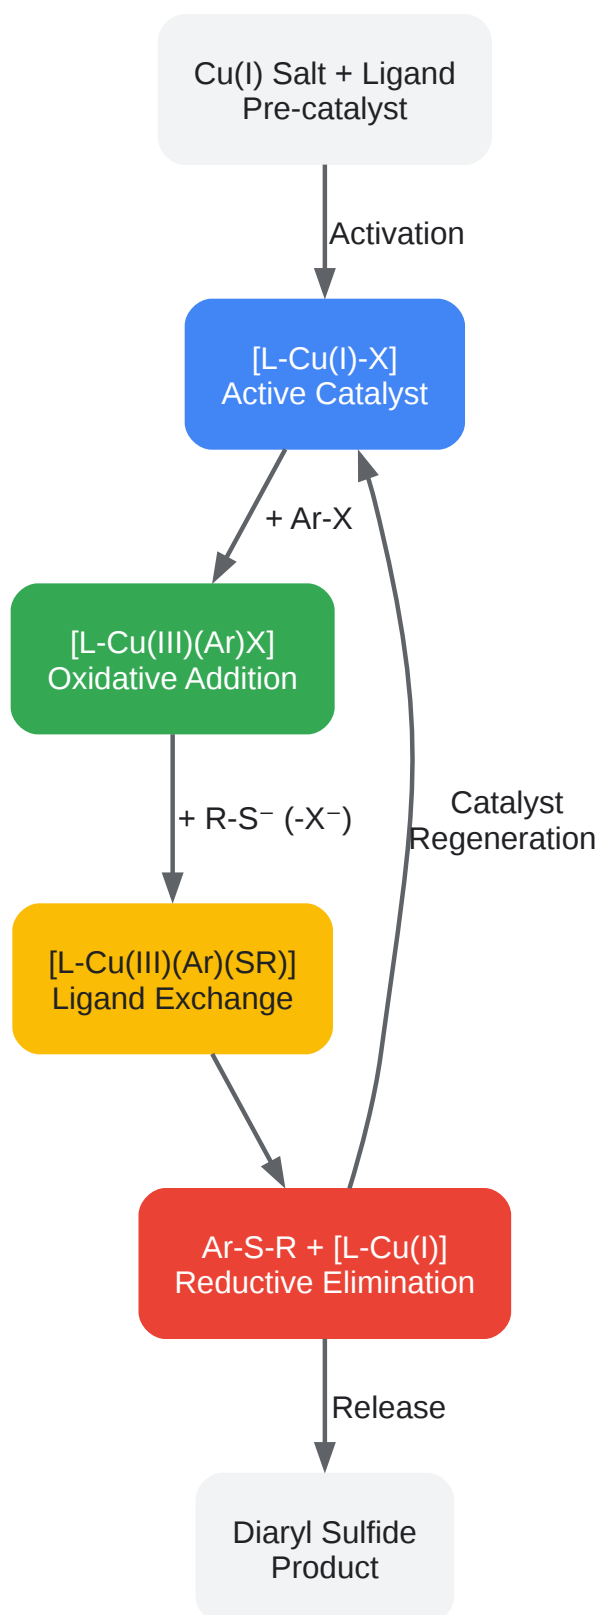 Cu(I) Salt + Ligand
Pre-catalyst
Activation
[L-Cu(I)-X]
Active Catalyst
+ Ar-X
[L-Cu(III)(Ar)X]
Oxidative Addition
+ R-S⁻ (-X⁻)
Catalyst
Regeneration
[L-Cu(III)(Ar)(SR)]
Ligand Exchange
Ar-S-R + [L-Cu(I)]
Reductive Elimination
Release
Diaryl Sulfide
Product